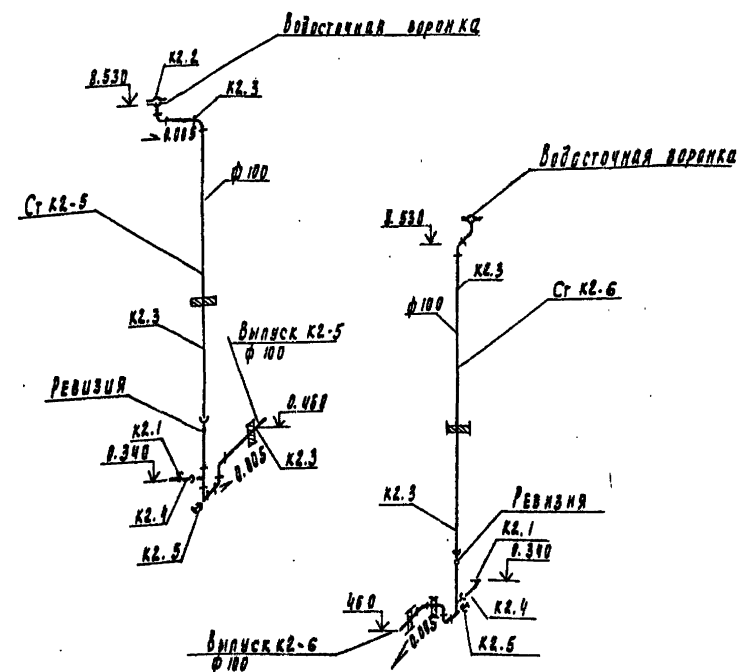 Водосточная воронка
К2.2
8.530
К2.3
0.005
ф100
Ст К2-5
К2.3
Выпуск К2-5
ф 100
Ревизия
0.460
К2.1
0.340
К2.3
0.005
К2.4
К2.5
Водосточная воронка
8.530
К2.3
ф100
Ст К2-6
К2.3
Ревизия
К2.1
0.340
460
К2.4
0.005
К2.5
Выпуск К2-6
ф100